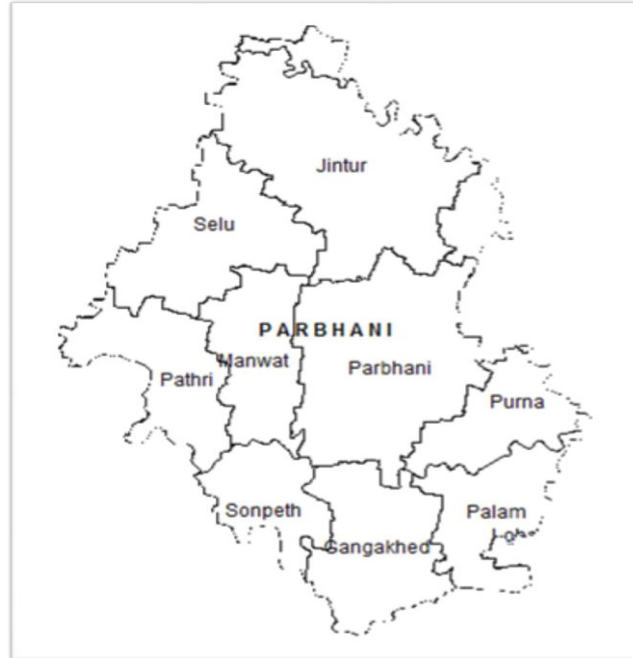 Jintur
Selu
PARBHANI
Manwat
Parbhani
Pathri
Purna
Sonpeth
Palam
Gangakhed